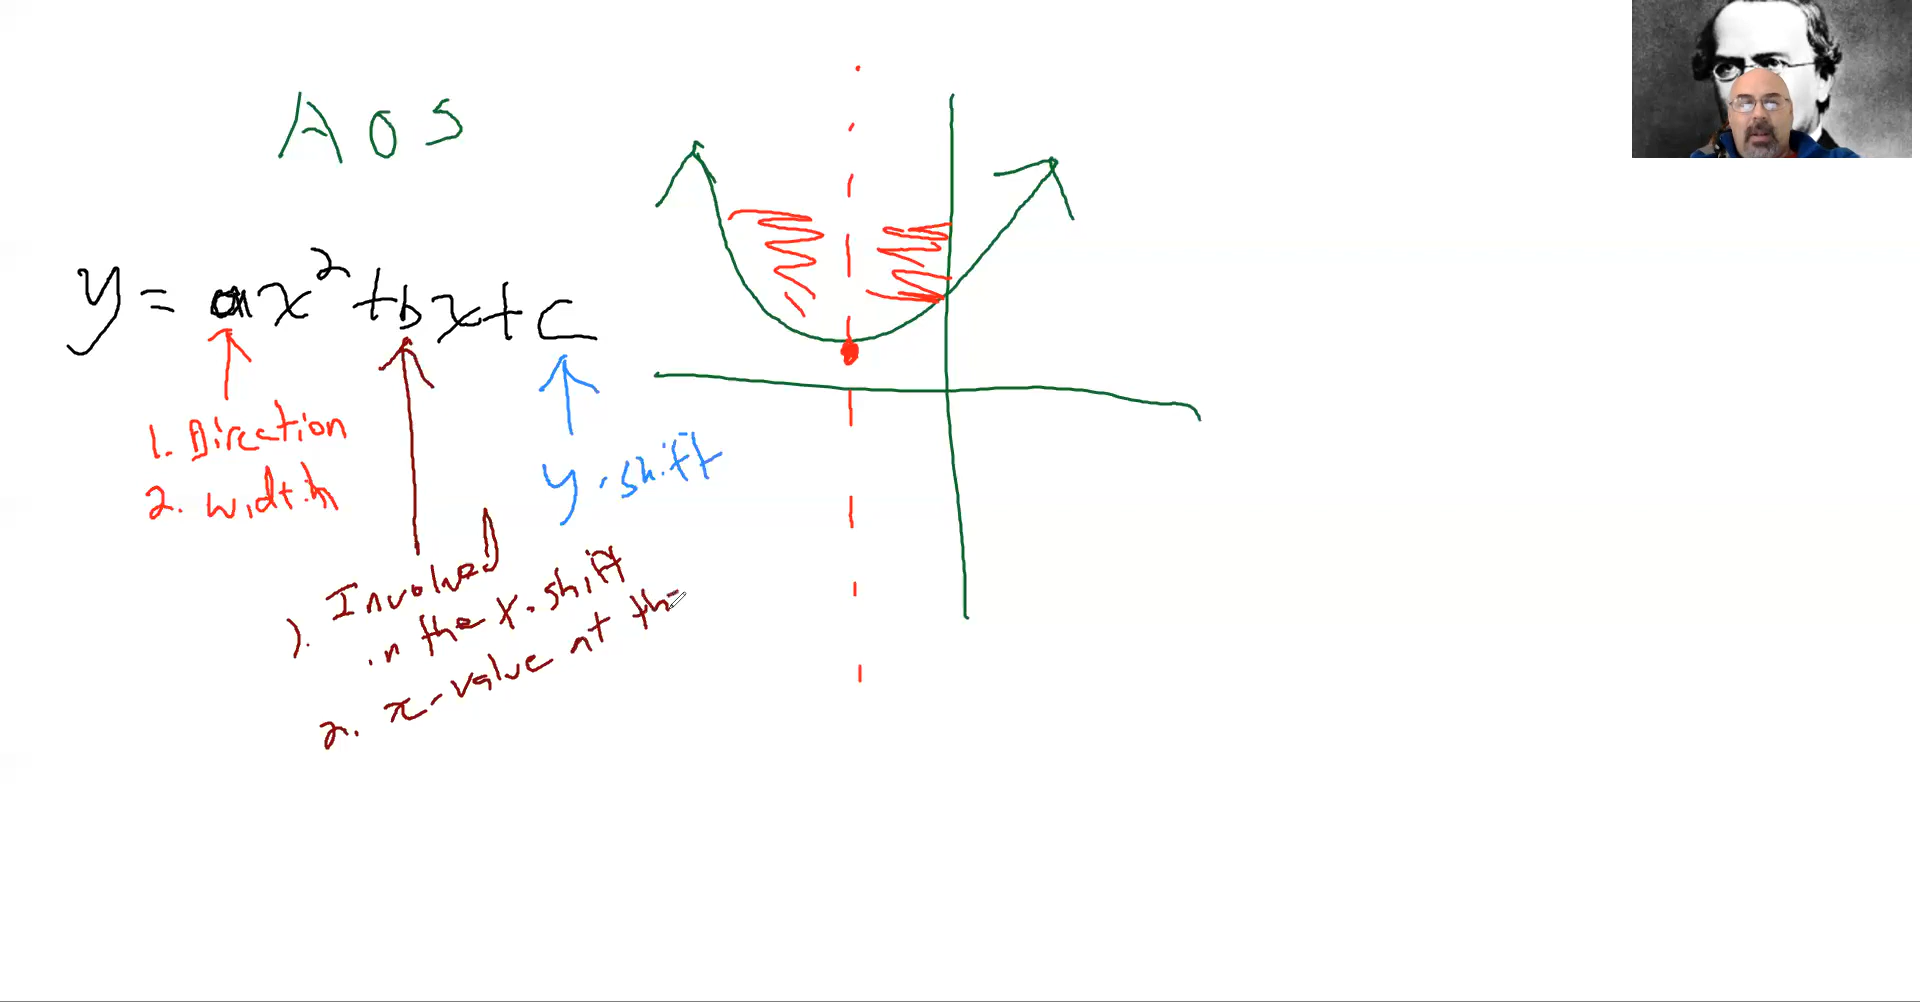 AOS
y = ax² + bx + c
1. Direction
2. width
y-shift
1. Involved
in the x-shift
2. x-value at the